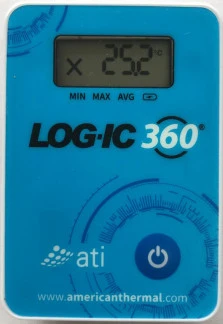 x 25.2 °C
MIN MAX AVG
LOG·IC 360®
ati
www.americanthermal.com